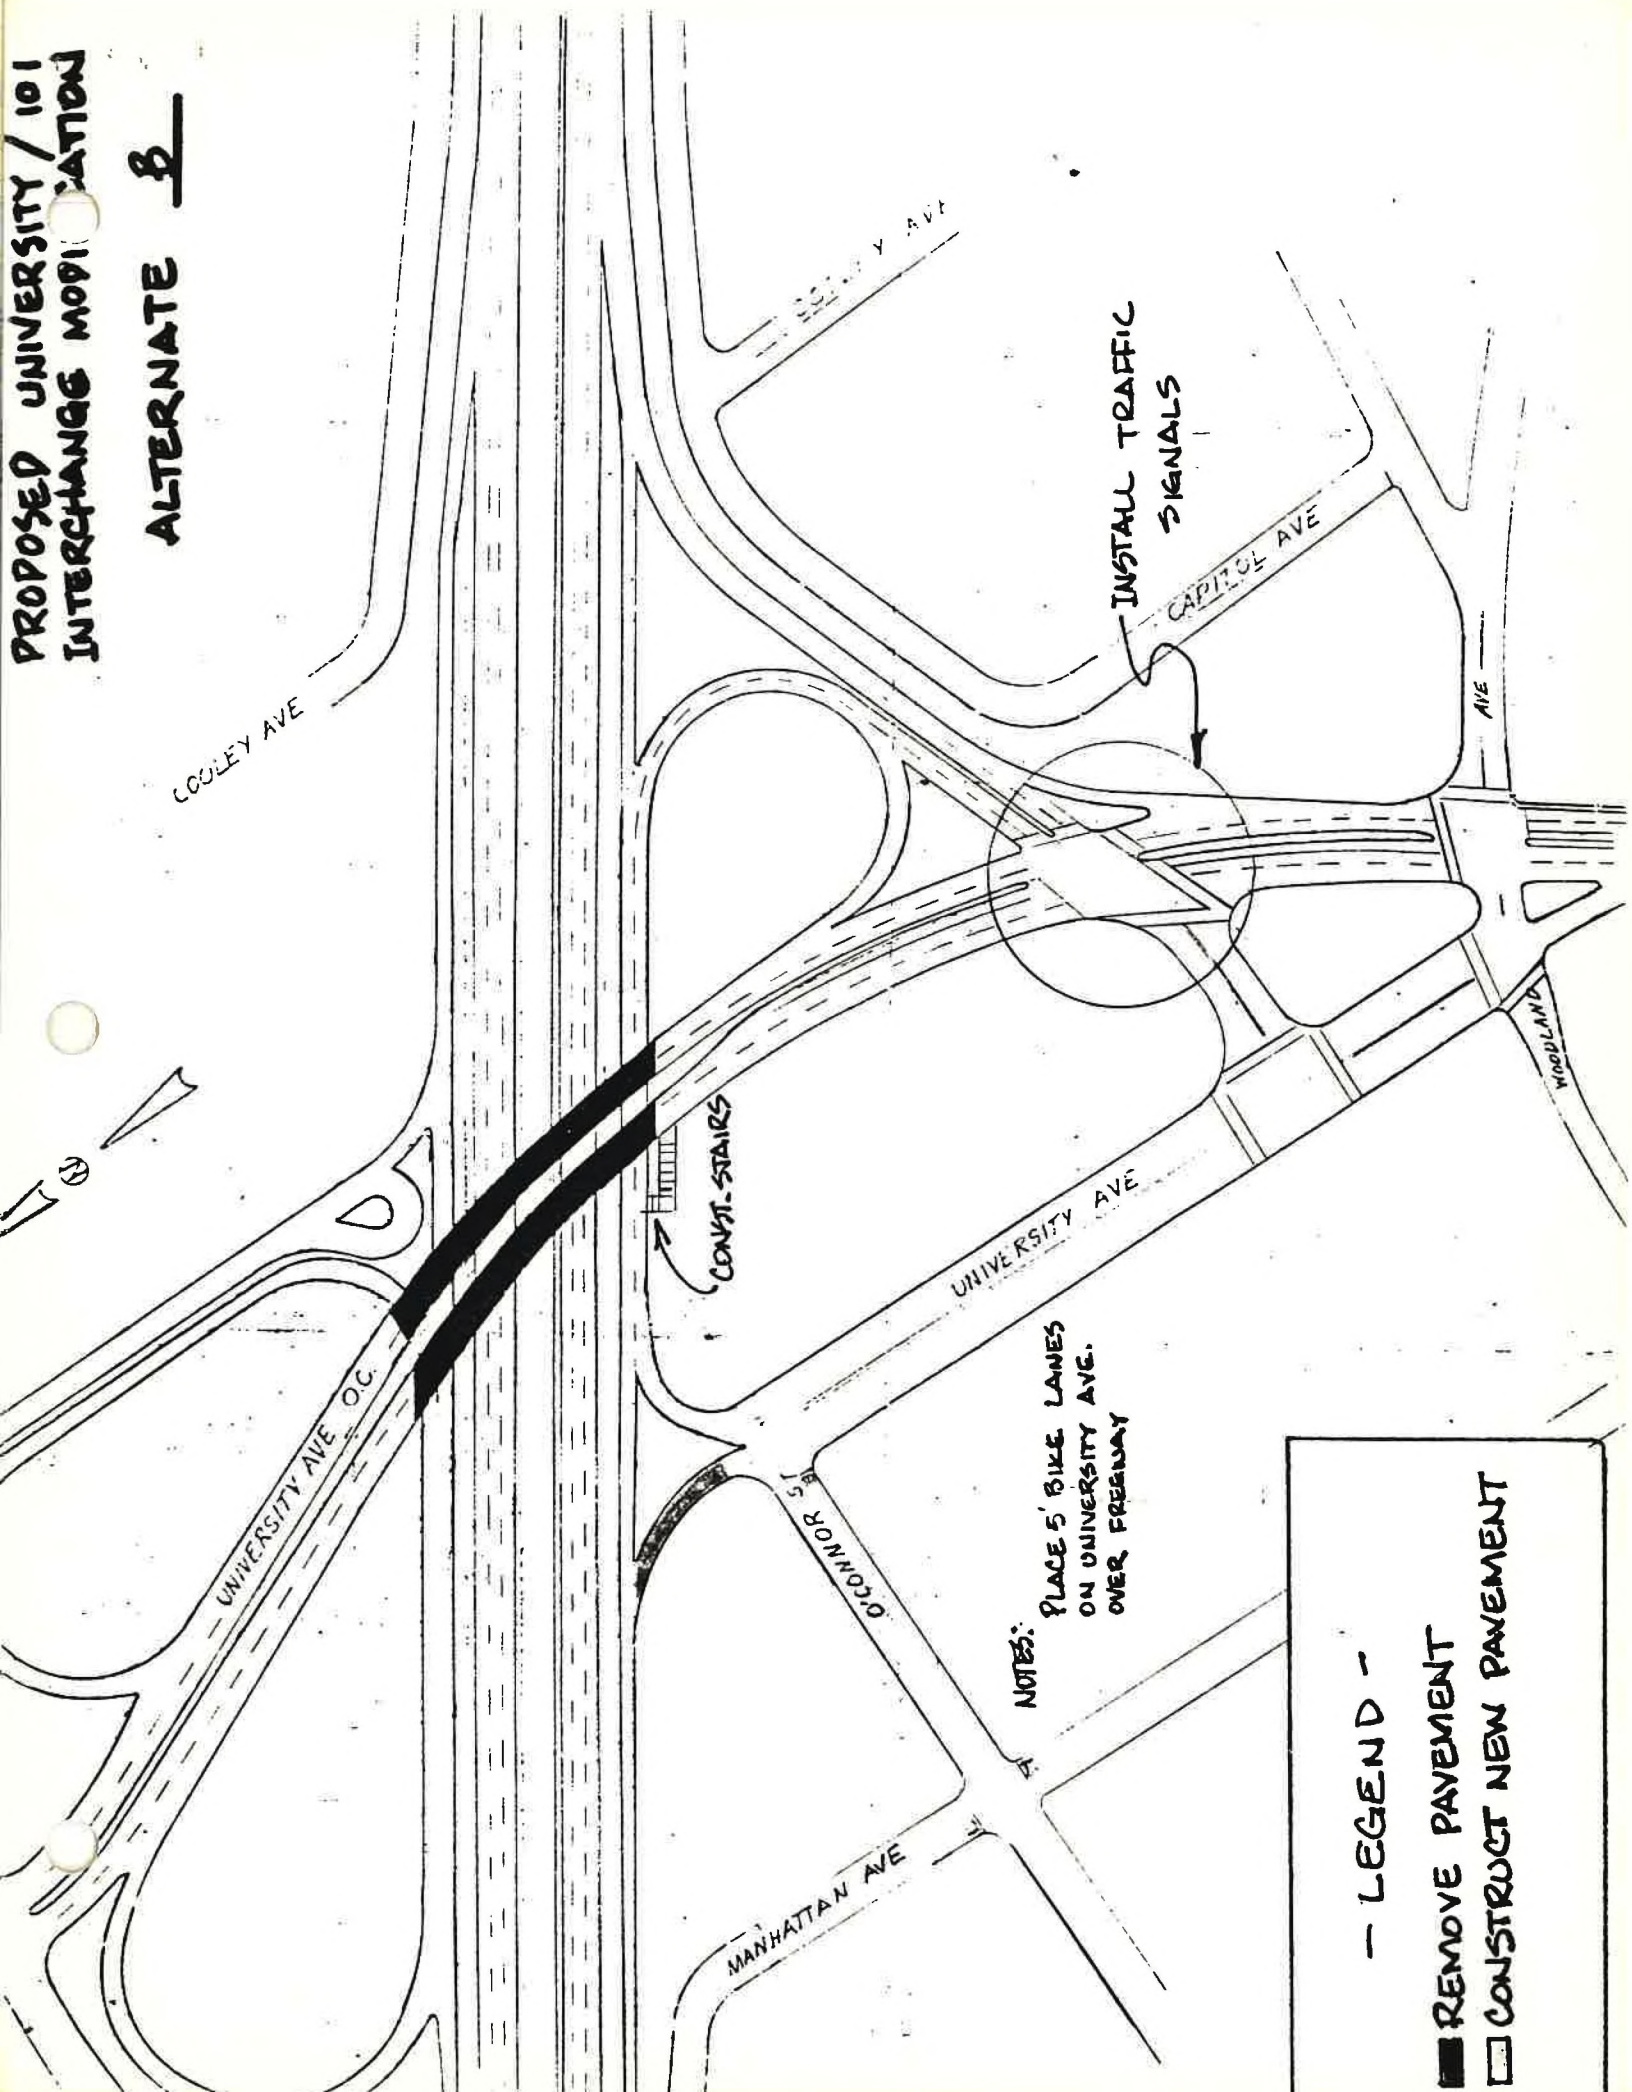 PROPOSED UNIVERSITY / 101
INTERCHANGE MODI CATION
ALTERNATE B
COOLEY AVE
Y AVE
INSTALL TRAFFIC
SIGNALS
CAPITOL AVE
AVE
WOODLAND
N
CONST. STAIRS
UNIVERSITY AVE
UNIVERSITY AVE O.C.
O'CONNOR ST
MANHATTAN AVE
NOTES:
PLACE 5' BIKE LANES
ON UNIVERSITY AVE.
OVER FREEWAY
- LEGEND -
REMOVE PAVEMENT
CONSTRUCT NEW PAVEMENT